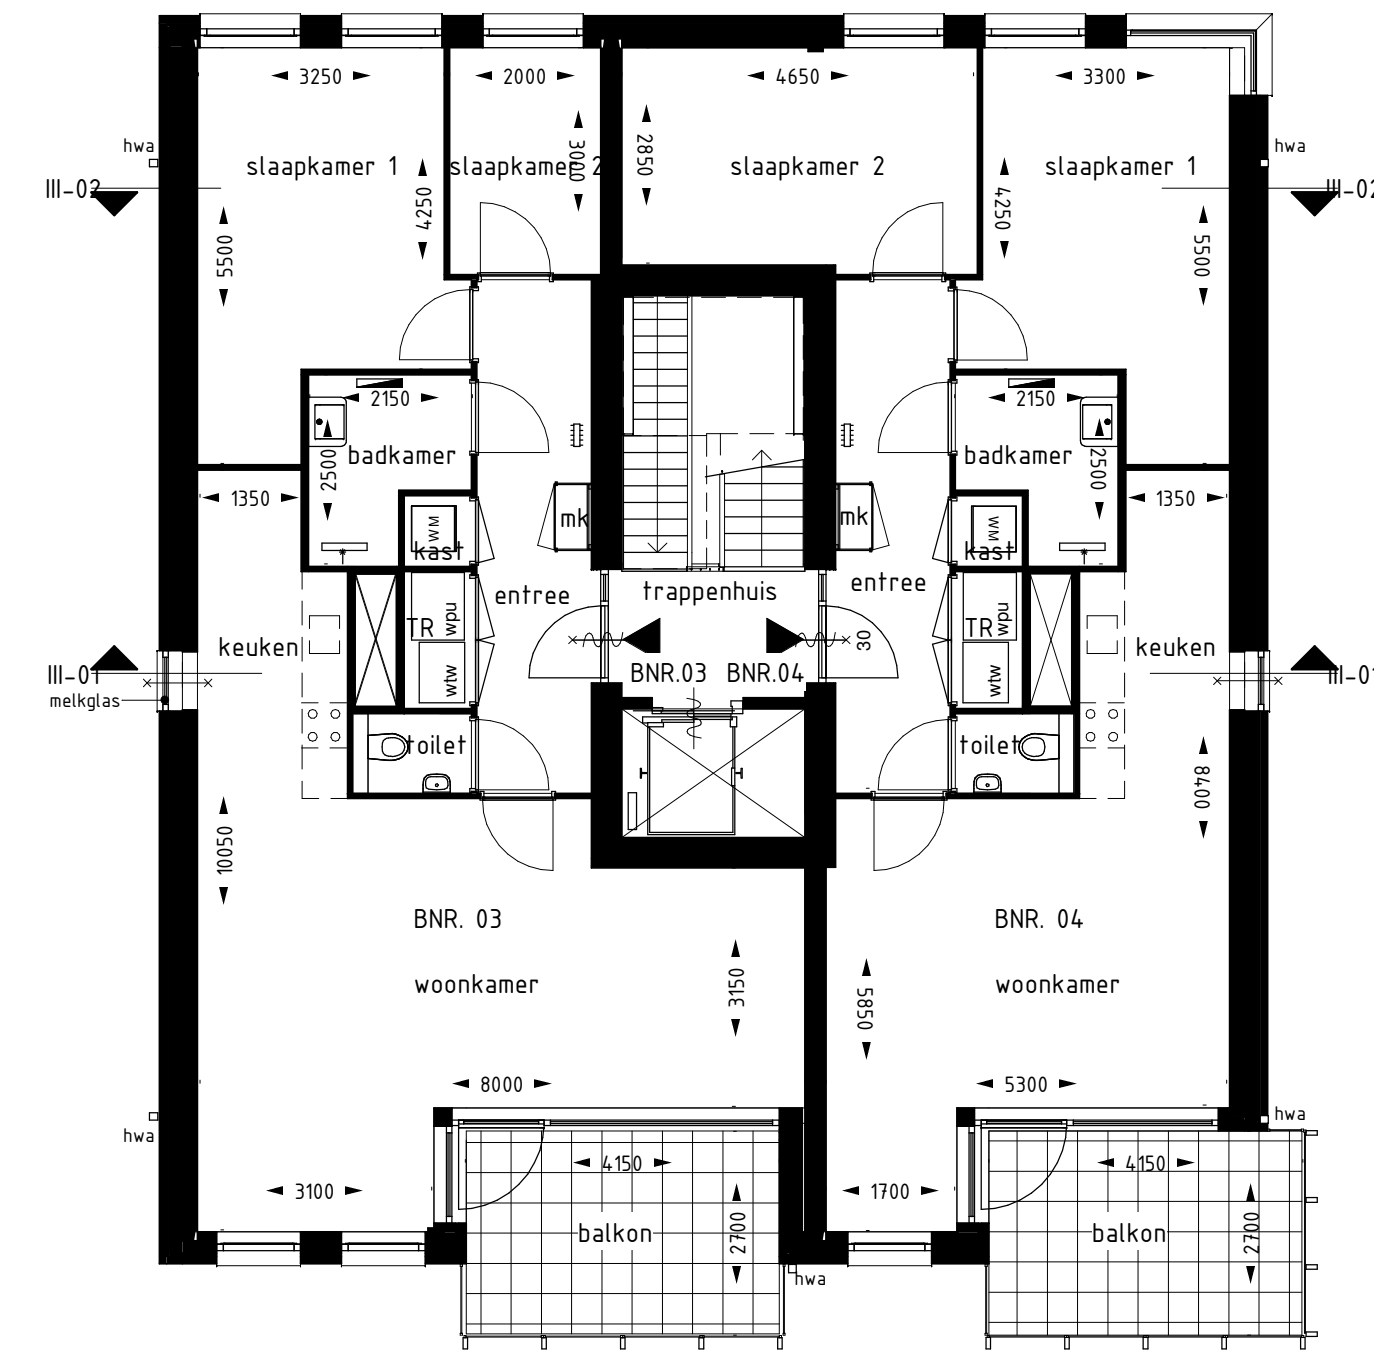 3250
2000
4650
3300
hwa
hwa
3000
2850
slaapkamer 1
slaapkamer 2
slaapkamer 2
slaapkamer 1
III-02
III-02
4250
4250
5500
5500
2150
2150
badkamer
badkamer
2500
2500
1350
1350
wm
mk
mk
wm
kast
kast
entree
trappenhuis
entree
TR
wpu
TR
wpu
keuken
30
keuken
III-01
wtw
BNR.03
BNR.04
wtw
III-01
melkglas
toilet
toilet
8400
10050
BNR. 03
BNR. 04
woonkamer
3150
5850
woonkamer
8000
5300
hwa
hwa
4150
4150
3100
1700
balkon
2700
balkon
2700
hwa